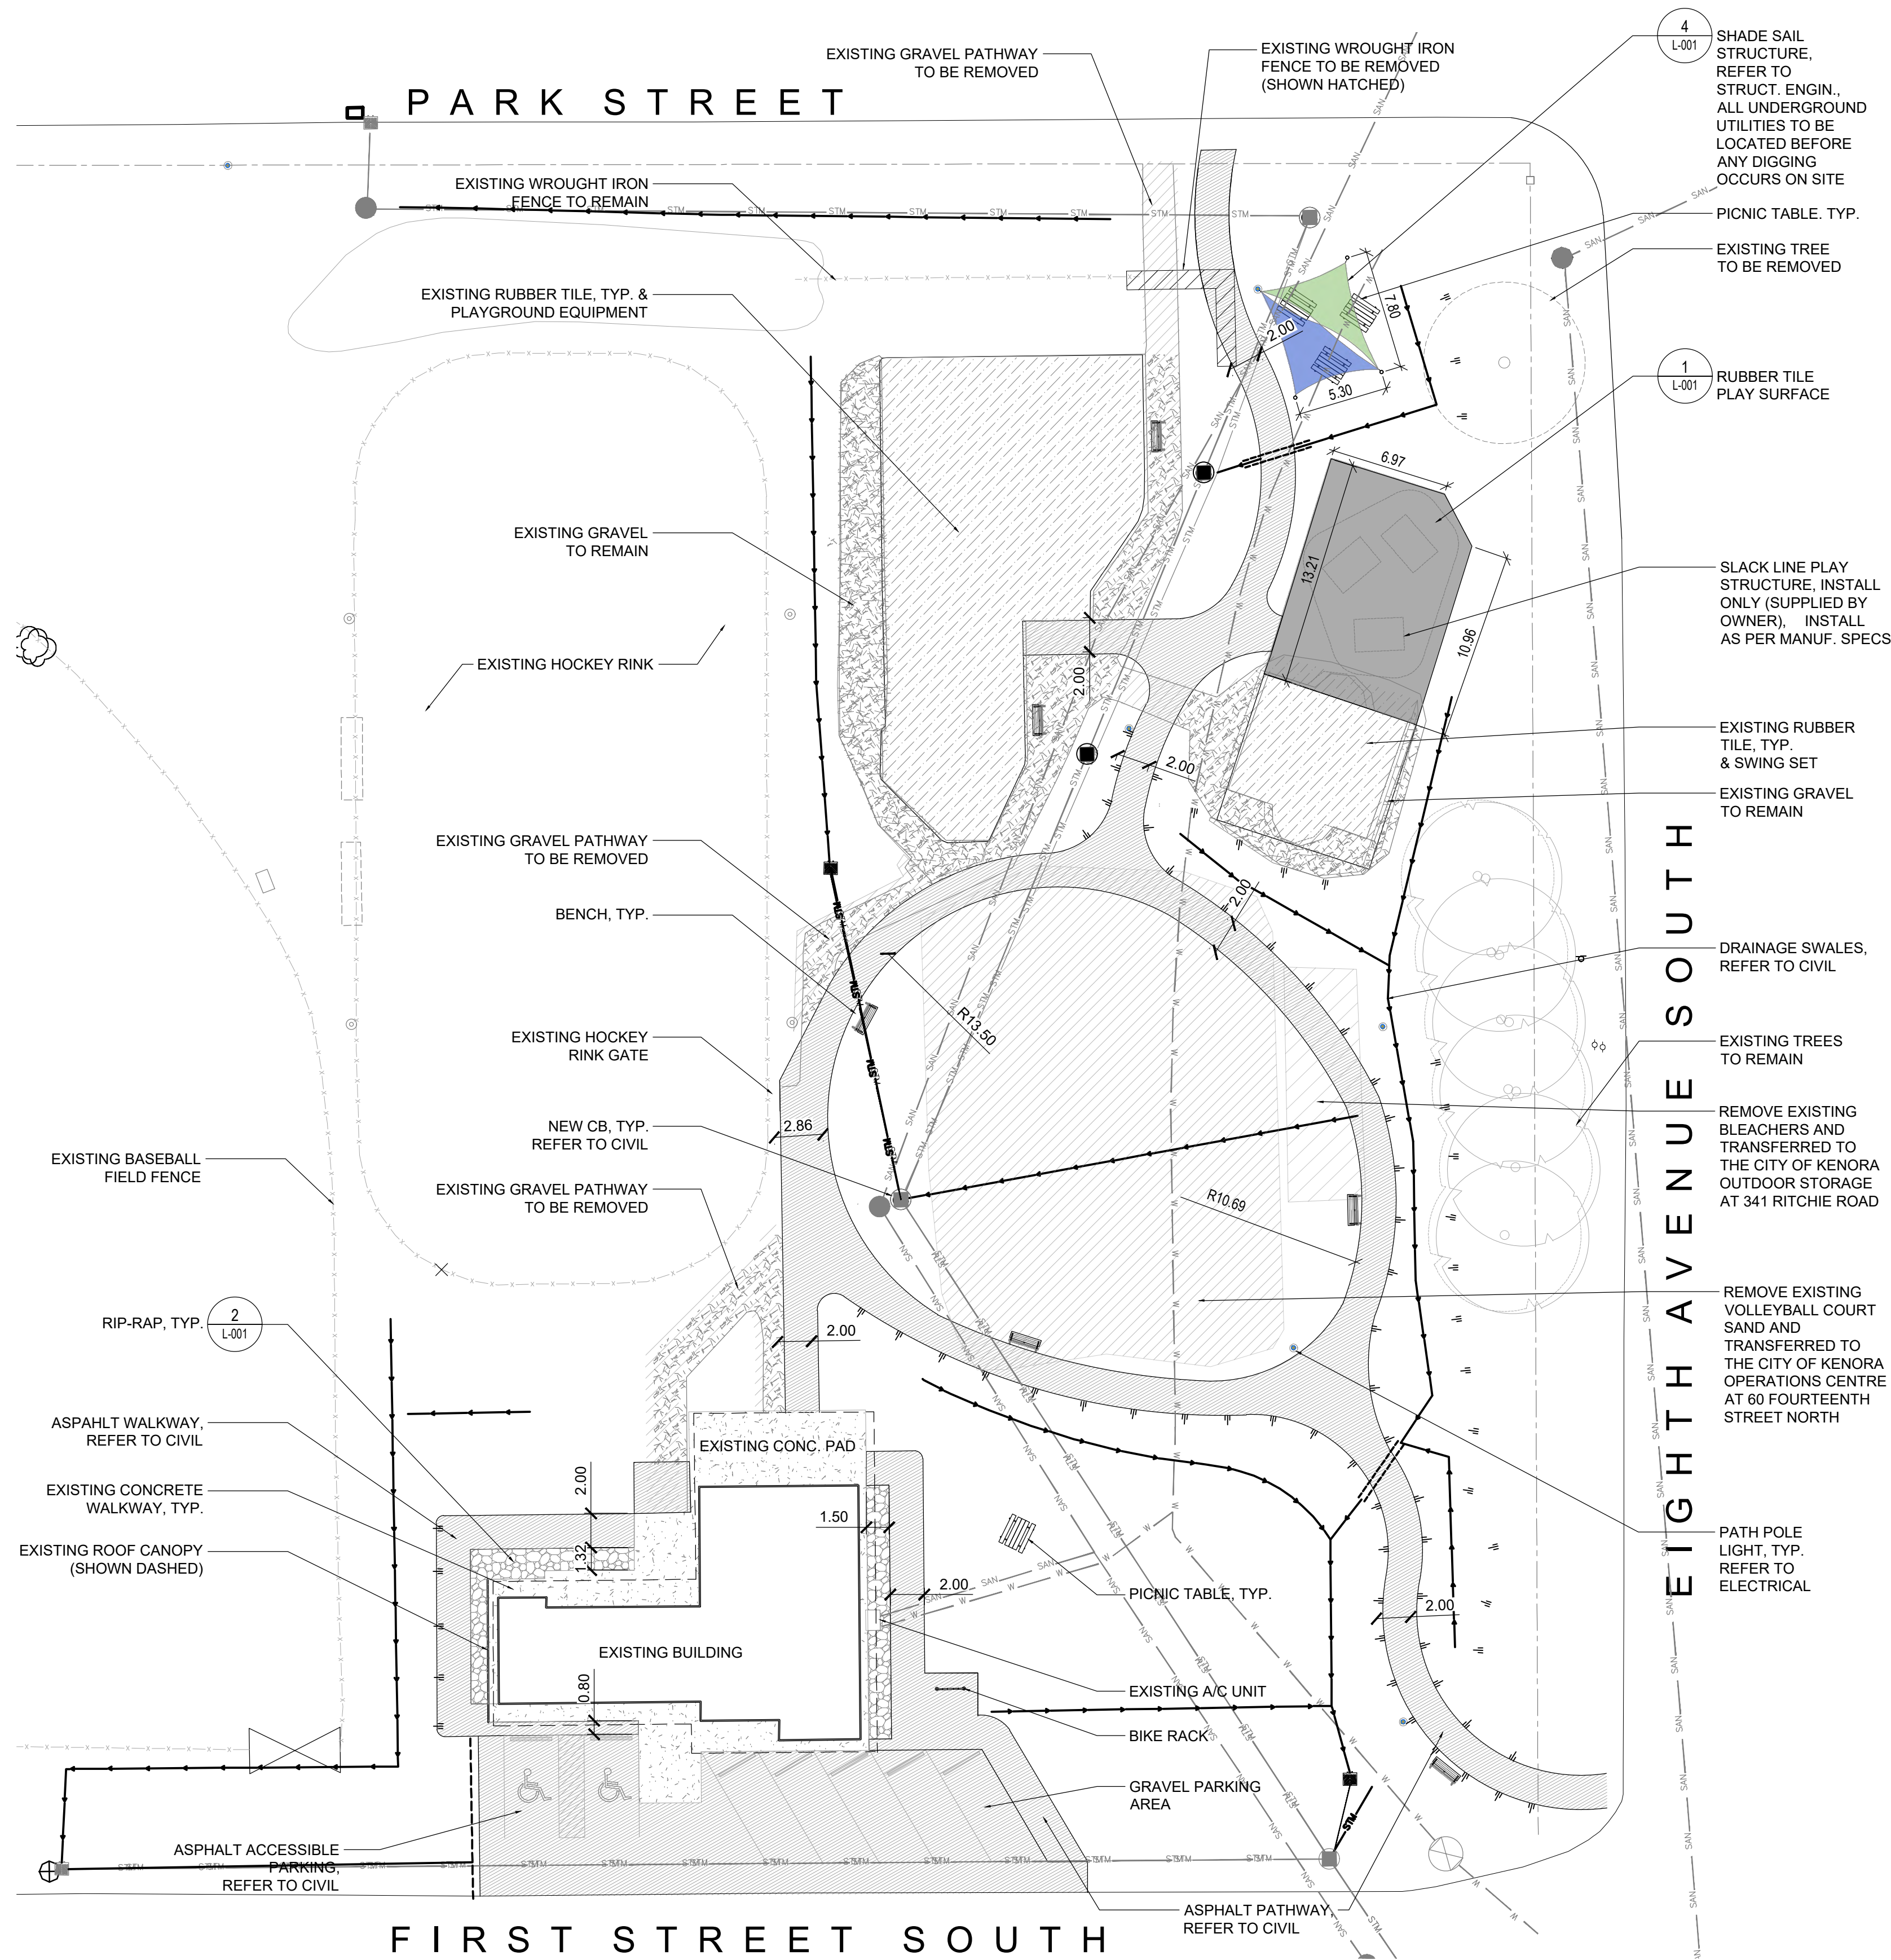 PARK STREET
EXISTING GRAVEL PATHWAY
TO BE REMOVED
EXISTING WROUGHT IRON
FENCE TO BE REMOVED
(SHOWN HATCHED)
4
L-001
SHADE SAIL
STRUCTURE,
REFER TO
STRUCT. ENGIN.,
ALL UNDERGROUND
UTILITIES TO BE
LOCATED BEFORE
ANY DIGGING
OCCURS ON SITE
PICNIC TABLE. TYP.
EXISTING TREE
TO BE REMOVED
1
L-001
RUBBER TILE
PLAY SURFACE
SLACK LINE PLAY
STRUCTURE, INSTALL
ONLY (SUPPLIED BY
OWNER), INSTALL
AS PER MANUF. SPECS
EXISTING RUBBER
TILE, TYP.
& SWING SET
EXISTING GRAVEL
TO REMAIN
DRAINAGE SWALES,
REFER TO CIVIL
EXISTING TREES
TO REMAIN
REMOVE EXISTING
BLEACHERS AND
TRANSFERRED TO
THE CITY OF KENORA
OUTDOOR STORAGE
AT 341 RITCHIE ROAD
REMOVE EXISTING
VOLLEYBALL COURT
SAND AND
TRANSFERRED TO
THE CITY OF KENORA
OPERATIONS CENTRE
AT 60 FOURTEENTH
STREET NORTH
PATH POLE
LIGHT, TYP.
REFER TO
ELECTRICAL
EIGHTH AVENUE SOUTH
EXISTING WROUGHT IRON
FENCE TO REMAIN
EXISTING RUBBER TILE, TYP. &
PLAYGROUND EQUIPMENT
EXISTING GRAVEL
TO REMAIN
EXISTING HOCKEY RINK
EXISTING GRAVEL PATHWAY
TO BE REMOVED
BENCH, TYP.
EXISTING HOCKEY
RINK GATE
NEW CB, TYP.
REFER TO CIVIL
EXISTING GRAVEL PATHWAY
TO BE REMOVED
EXISTING BASEBALL
FIELD FENCE
RIP-RAP, TYP.
2
L-001
ASPAHLT WALKWAY,
REFER TO CIVIL
EXISTING CONCRETE
WALKWAY, TYP.
EXISTING ROOF CANOPY
(SHOWN DASHED)
EXISTING CONC. PAD
EXISTING BUILDING
PICNIC TABLE, TYP.
EXISTING A/C UNIT
BIKE RACK
GRAVEL PARKING
AREA
ASPHALT ACCESSIBLE
PARKING,
REFER TO CIVIL
ASPHALT PATHWAY,
REFER TO CIVIL
FIRST STREET SOUTH
7.80
2.00
5.30
6.97
13.21
10.96
2.00
2.00
2.00
R13.50
2.86
R10.69
2.00
2.00
1.50
1.32
2.00
0.80
2.00
STM
SAN
W